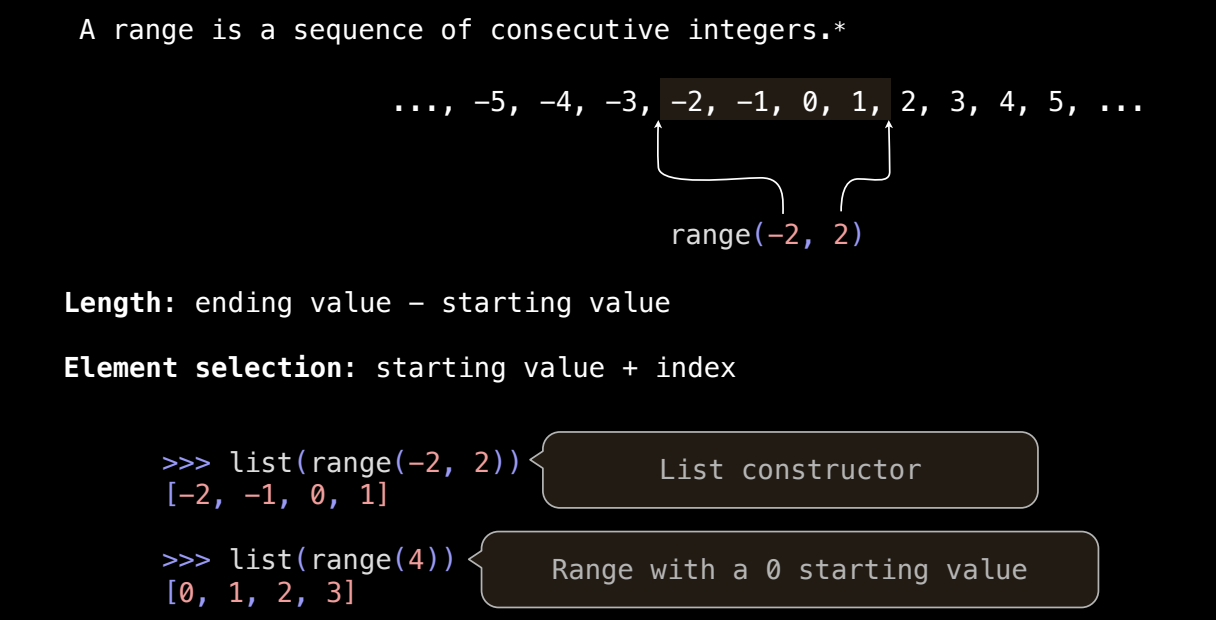 A range is a sequence of consecutive integers.*
..., −5, −4, −3, −2, −1, 0, 1, 2, 3, 4, 5, ...
range(−2, 2)
Length: ending value − starting value
Element selection: starting value + index
>>> list(range(−2, 2))
List constructor
[−2, −1, 0, 1]
>>> list(range(4))
Range with a 0 starting value
[0, 1, 2, 3]